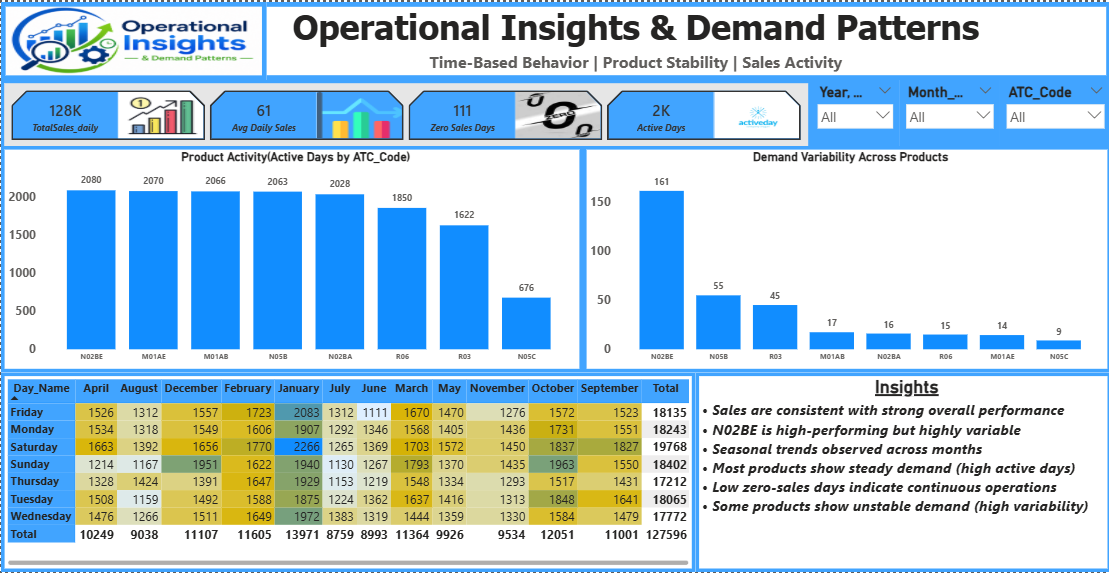 Operational
Insights
& Demand Patterns
Operational Insights & Demand Patterns
Time-Based Behavior | Product Stability | Sales Activity
128K
TotalSales_daily
61
Avg Daily Sales
111
Zero Sales Days
ZERO
2K
Active Days
activeday
Year, ...
All
Month_...
All
ATC_Code
All
Product Activity(Active Days by ATC_Code)
2000
1500
1000
500
0
2080 2070 2066 2063 2028 1850 1622 676
N02BE M01AE M01AB N05B N02BA R06 R03 N05C
Demand Variability Across Products
150
100
50
0
161 55 45 17 16 15 14 9
N02BE N05B R03 M01AB N02BA R06 M01AE N05C
Day_Name April August December February January July June March May November October September Total
Friday 1526 1312 1557 1723 2083 1312 1111 1670 1470 1276 1572 1523 18135
Monday 1534 1318 1549 1606 1907 1292 1346 1568 1405 1436 1731 1551 18243
Saturday 1663 1392 1656 1770 2266 1265 1369 1703 1572 1450 1837 1827 19768
Sunday 1214 1167 1951 1622 1940 1130 1267 1793 1370 1435 1963 1550 18402
Thursday 1328 1424 1391 1647 1929 1153 1219 1548 1334 1293 1517 1431 17212
Tuesday 1508 1159 1492 1588 1875 1224 1362 1637 1416 1313 1848 1641 18065
Wednesday 1476 1266 1511 1649 1972 1383 1319 1444 1359 1330 1584 1479 17772
Total 10249 9038 11107 11605 13971 8759 8993 11364 9926 9534 12051 11001 127596
Insights
• Sales are consistent with strong overall performance
• N02BE is high-performing but highly variable
• Seasonal trends observed across months
• Most products show steady demand (high active days)
• Low zero-sales days indicate continuous operations
• Some products show unstable demand (high variability)